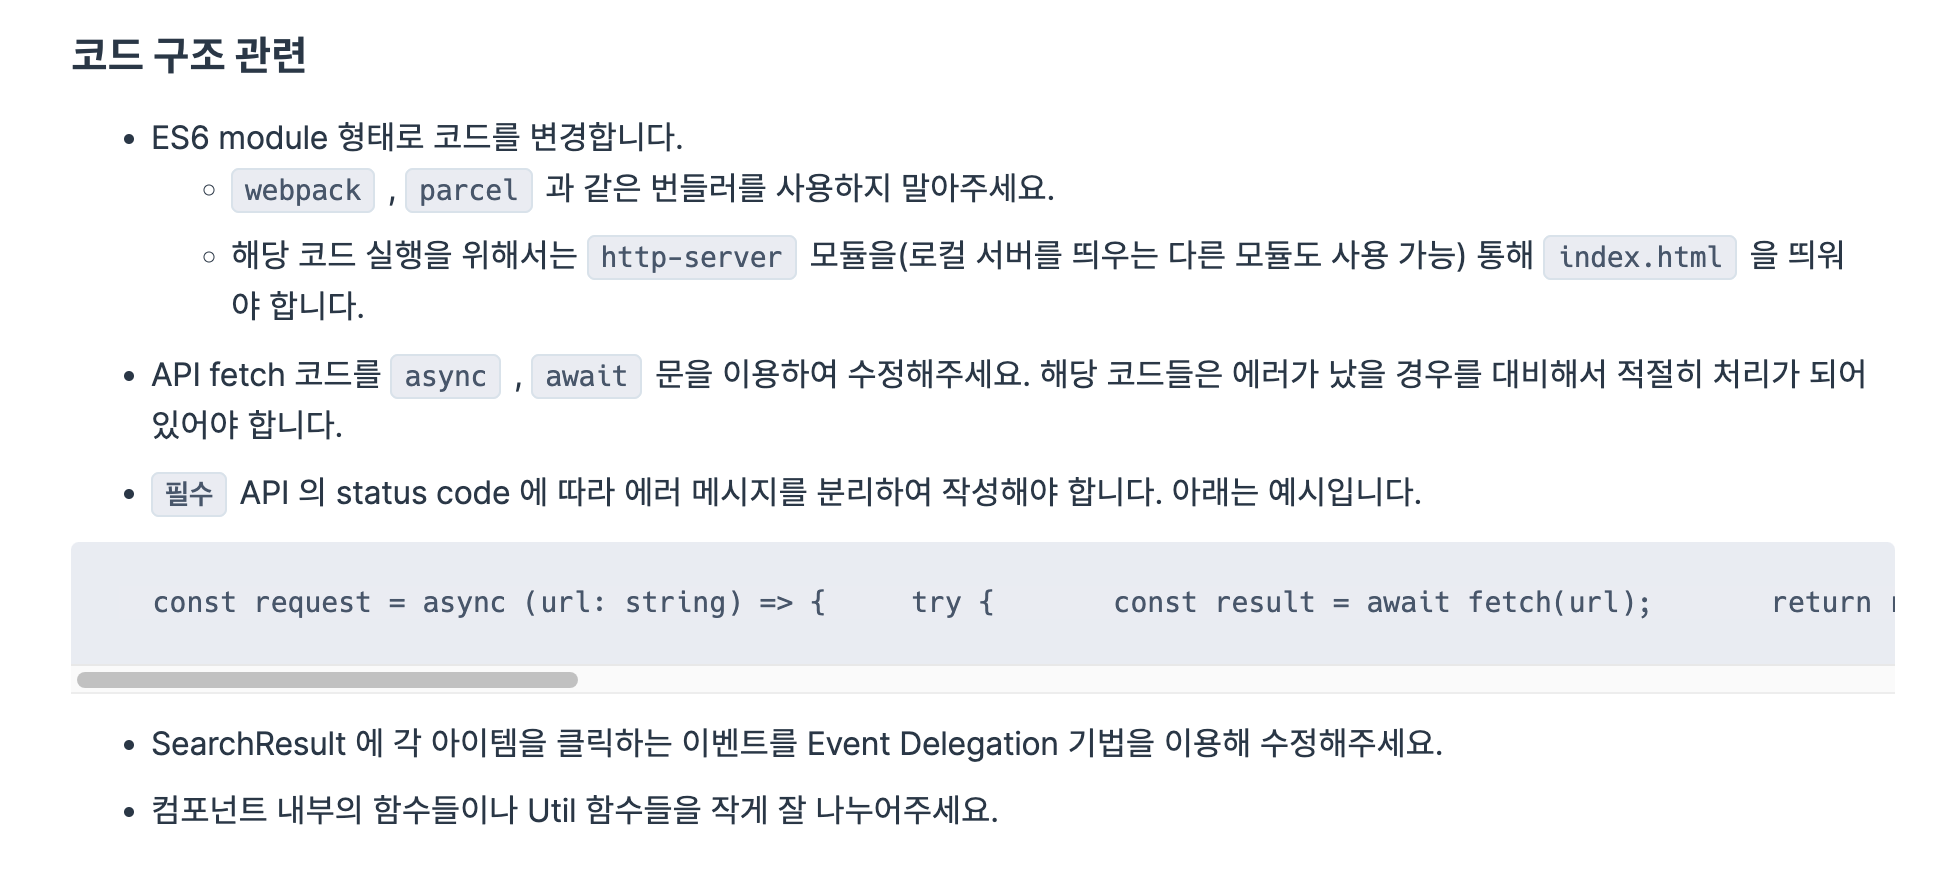 코드 구조 관련
ES6 module 형태로 코드를 변경합니다.
webpack , parcel 과 같은 번들러를 사용하지 말아주세요.
해당 코드 실행을 위해서는 http-server 모듈을(로컬 서버를 띄우는 다른 모듈도 사용 가능) 통해 index.html 을 띄워
야 합니다.
API fetch 코드를 async , await 문을 이용하여 수정해주세요. 해당 코드들은 에러가 났을 경우를 대비해서 적절히 처리가 되어
있어야 합니다.
필수 API 의 status code 에 따라 에러 메시지를 분리하여 작성해야 합니다. 아래는 예시입니다.
const request = async (url: string) => { try { const result = await fetch(url); return
SearchResult 에 각 아이템을 클릭하는 이벤트를 Event Delegation 기법을 이용해 수정해주세요.
컴포넌트 내부의 함수들이나 Util 함수들을 작게 잘 나누어주세요.